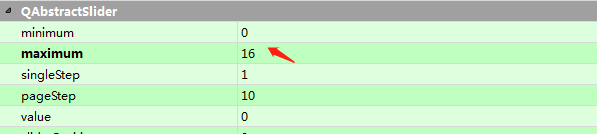 QAbstractSlider
minimum 0
maximum 16
singleStep 1
pageStep 10
value 0